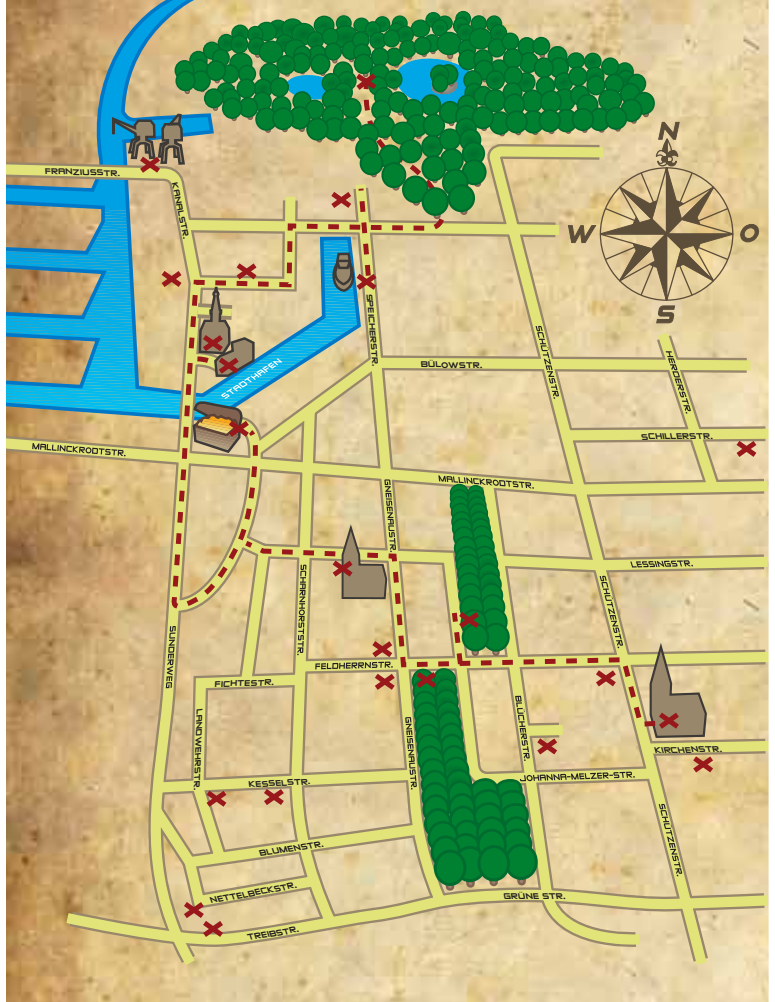 N
FRANZIUSSTR.
KANALSTR.
W
O
S
SPEICHERSTR.
SCHÜTZENSTR.
BÜLOWSTR.
HERDERSTR.
STADTHAFEN
SCHILLERSTR.
MALLINCKRODTSTR.
MALLINCKRODTSTR.
GNEISENAUSTR.
LESSINGSTR.
SCHARNHORSTSTR.
SCHÜTZENSTR.
SUNDERWEG
FELDHERRNSTR.
FICHTESTR.
LANDWEHRSTR.
GNEISENAUSTR.
BLÜCHERSTR.
KIRCHENSTR.
KESSELSTR.
JOHANNA-MELZER-STR.
SCHÜTZENSTR.
BLUMENSTR.
NETTELBECKSTR.
GRÜNE STR.
TREIBSTR.